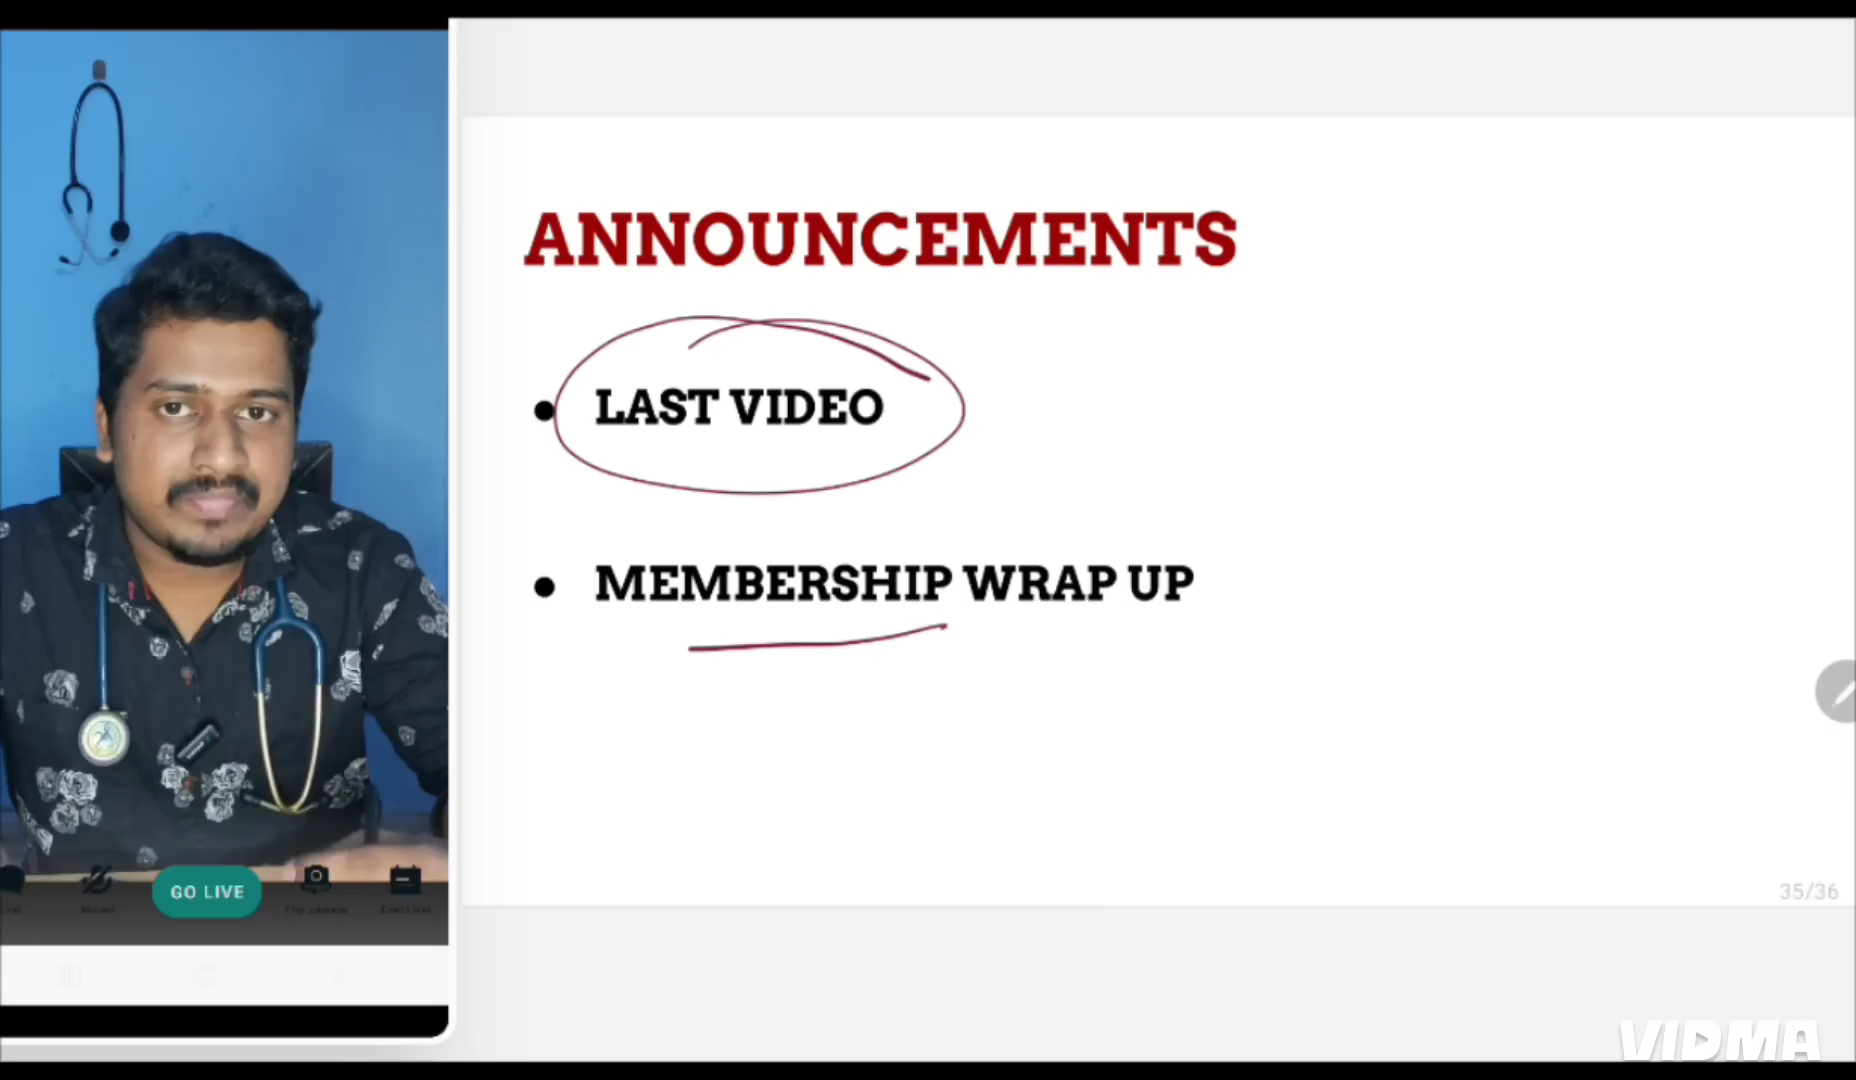 ANNOUNCEMENTS
• LAST VIDEO
• MEMBERSHIP WRAP UP
GO LIVE
35/36
VIDMA